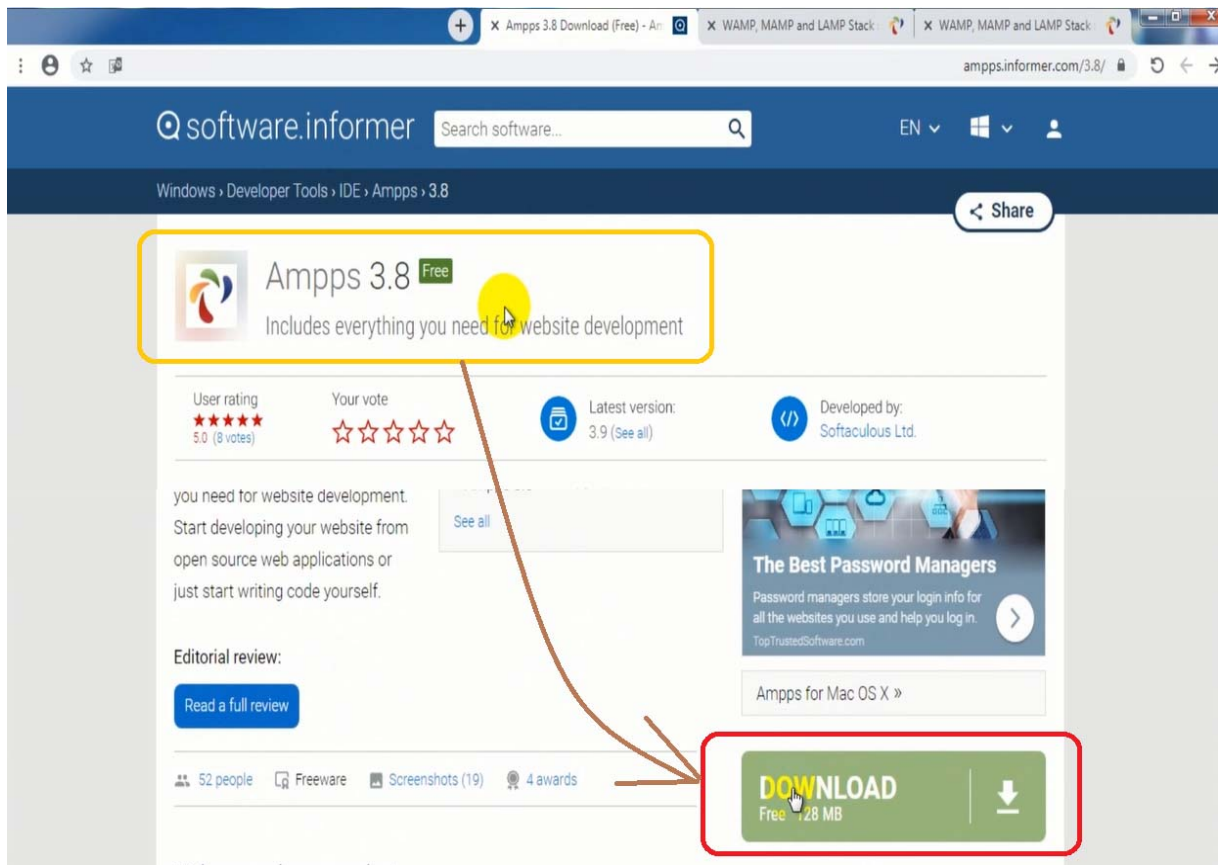 Ampps 3.8 Download (Free) - Am
WAMP, MAMP and LAMP Stack
WAMP, MAMP and LAMP Stack
ampps.informer.com/3.8/
software.informer
Search software...
EN
Windows › Developer Tools › IDE › Ampps › 3.8
Share
Ampps 3.8 Free
Includes everything you need for website development
User rating
5.0 (8 votes)
Your vote
Latest version:
3.9 (See all)
Developed by:
Softaculous Ltd.
you need for website development.
Start developing your website from
open source web applications or
just start writing code yourself.
See all
Editorial review:
Read a full review
52 people
Freeware
Screenshots (19)
4 awards
The Best Password Managers
Password managers store your login info for
all the websites you use and help you log in.
TopTrustedSoftware.com
Ampps for Mac OS X »
DOWNLOAD
Free 128 MB